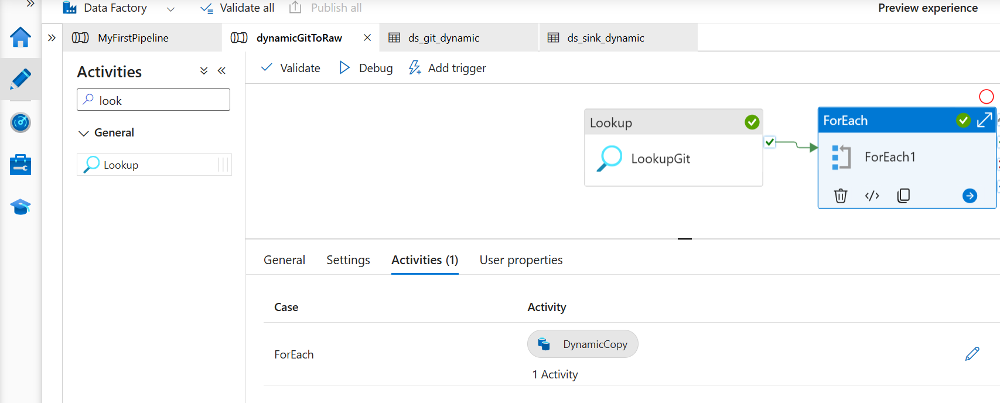 Data Factory
Validate all
Publish all
Preview experience
MyFirstPipeline
dynamicGitToRaw
ds_git_dynamic
ds_sink_dynamic
Activities
look
General
Lookup
Validate
Debug
Add trigger
Lookup
LookupGit
ForEach
ForEach1
General
Settings
Activities (1)
User properties
Case
Activity
ForEach
DynamicCopy
1 Activity